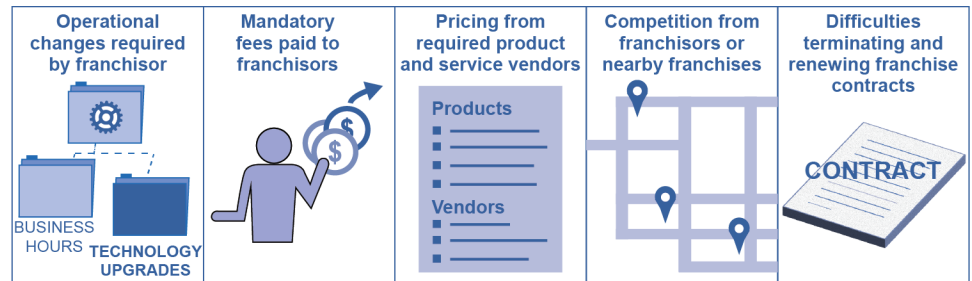 Operational
changes required
by franchisor
BUSINESS
HOURS
TECHNOLOGY
UPGRADES
Mandatory
fees paid to
franchisors
$
$
Pricing from
required product
and service vendors
Products
Vendors
Competition from
franchisors or
nearby franchises
Difficulties
terminating and
renewing franchise
contracts
CONTRACT